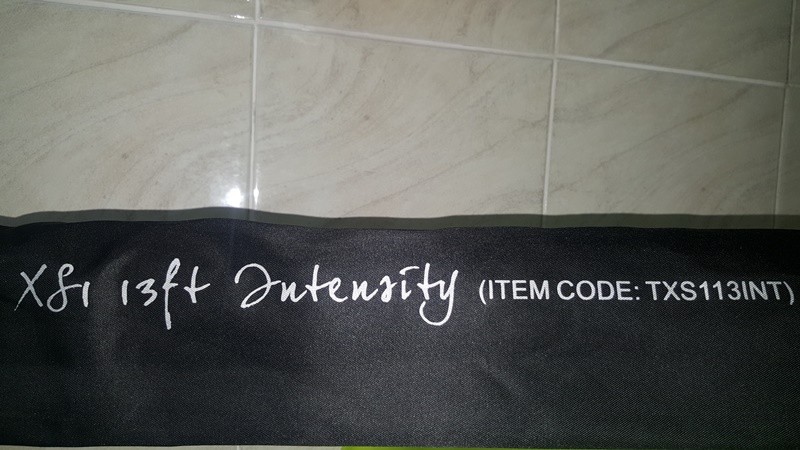 XS1 13ft Intensity (ITEM CODE: TXS113INT)